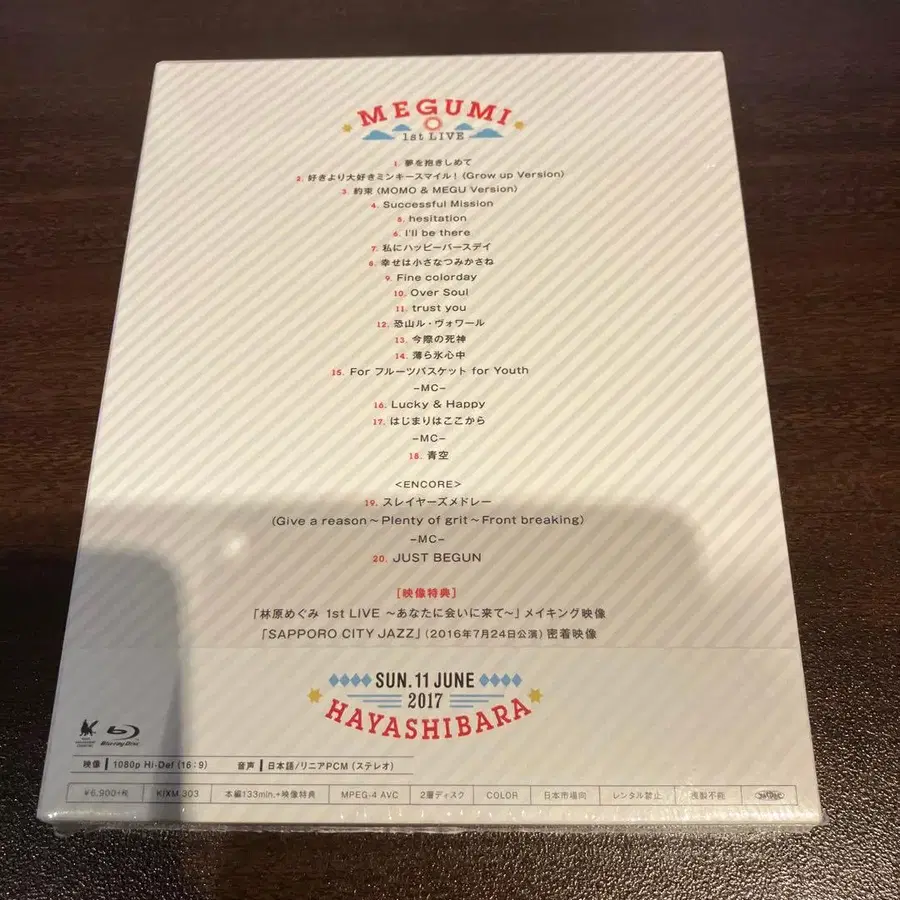 MEGUMI
1st LIVE
1. 夢を抱きしめて
2. 好きより大好きミンキースマイル!(Grow up Version)
3. 約束(MOMO & MEGU Version)
4. Successful Mission
5. hesitation
6. I'll be there
7. 私にハッピーバースデイ
8. 幸せは小さなつみかさね
9. Fine colorday
10. Over Soul
11. trust you
12. 恐山ル・ヴォワール
13. 今際の死神
14. 薄ら氷心中
15. For フルーツバスケット for Youth
–MC–
16. Lucky & Happy
17. はじまりはここから
–MC–
18. 青空
<ENCORE>
19. スレイヤーズメドレー
(Give a reason~Plenty of grit~Front breaking)
–MC–
20. JUST BEGUN
[映像特典]
「林原めぐみ 1st LIVE ~あなたに会いに来て~」メイキング映像
「SAPPORO CITY JAZZ」(2016年7月24日公演)密着映像
SUN.11 JUNE
2017
HAYASHIBARA
Blu-ray Disc
映像 1080p Hi-Def (16:9) 音声 日本語/リニアPCM (ステレオ)
¥6,900+税 KIXM 303 本編133min.+映像特典 MPEG-4 AVC 2層ディスク COLOR 日本市場向 レンタル禁止 複製不能